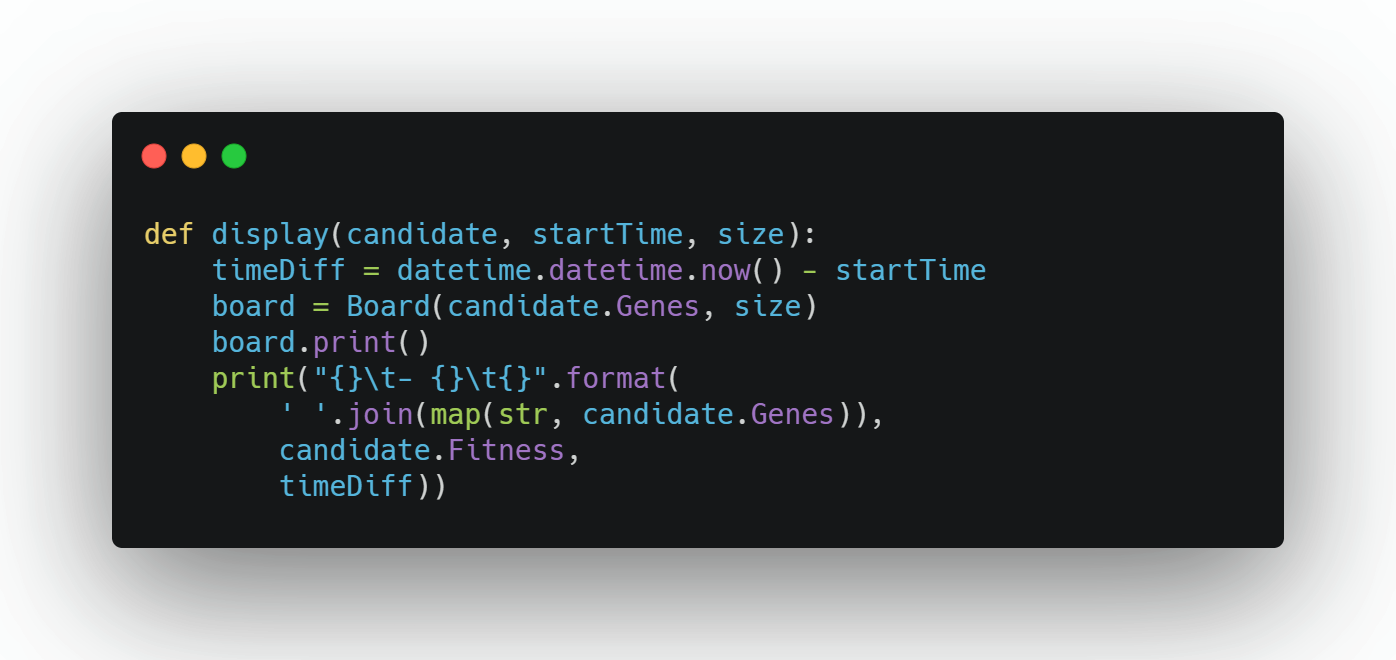 def display(candidate, startTime, size):
    timeDiff = datetime.datetime.now() - startTime
    board = Board(candidate.Genes, size)
    board.print()
    print("{}\t- {}\t{}".format(
        ' '.join(map(str, candidate.Genes)),
        candidate.Fitness,
        timeDiff))